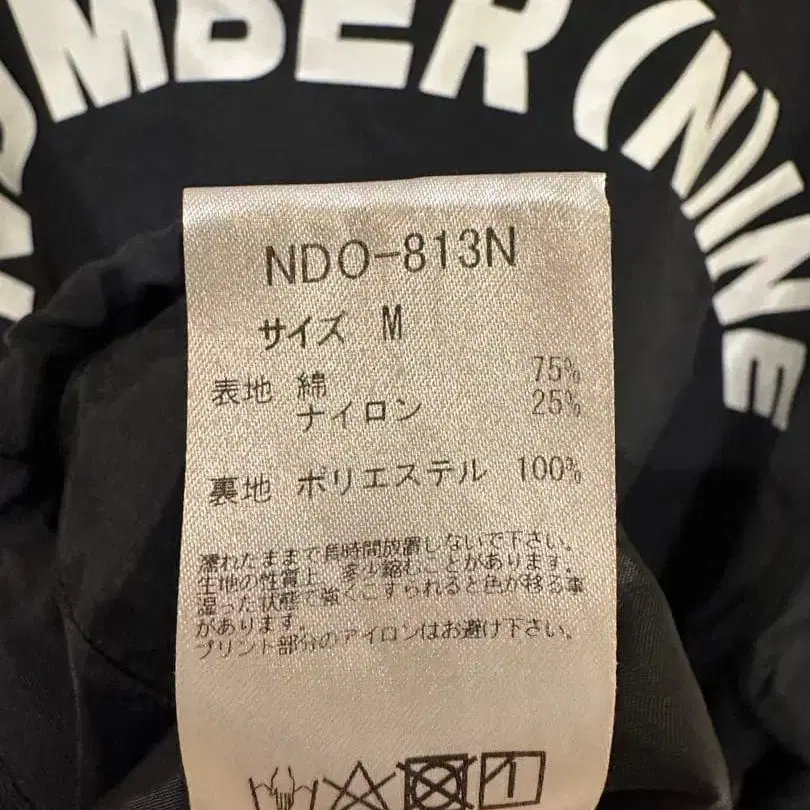 NUMBER (N)INE
NDO-813N
サイズ M
表地 綿 75%
ナイロン 25%
裏地 ポリエステル 100%
濡れたままで長時間放置しないで下さい。
生地の性質上、多少縮むことがあります。
湿った状態で強くこすられると色が移る事
があります。
プリント部分のアイロンはお避け下さい。